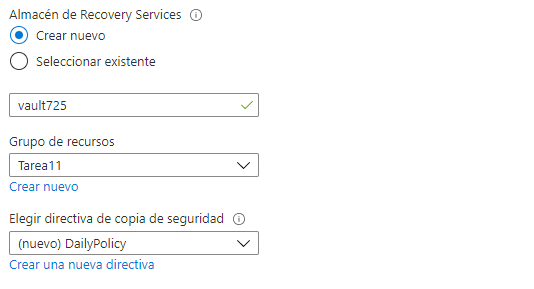 Almacén de Recovery Services
Crear nuevo
Seleccionar existente
vault725
Grupo de recursos
Tarea11
Crear nuevo
Elegir directiva de copia de seguridad
(nuevo) DailyPolicy
Crear una nueva directiva